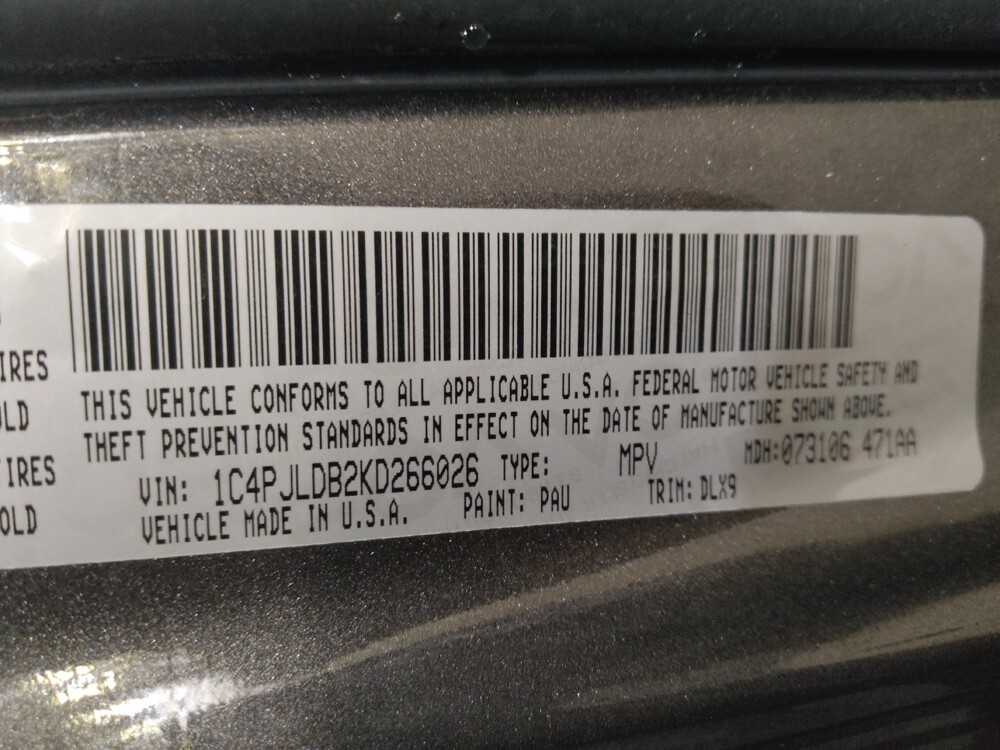 IRES
OLD
TIRES
OLD
THIS VEHICLE CONFORMS TO ALL APPLICABLE U.S.A. FEDERAL MOTOR VEHICLE SAFETY AND
THEFT PREVENTION STANDARDS IN EFFECT ON THE DATE OF MANUFACTURE SHOWN ABOVE.
VIN: 1C4PJLDB2KD266026 TYPE: MPV MDH:073106 471AA
VEHICLE MADE IN U.S.A. PAINT: PAU TRIM: DLX9